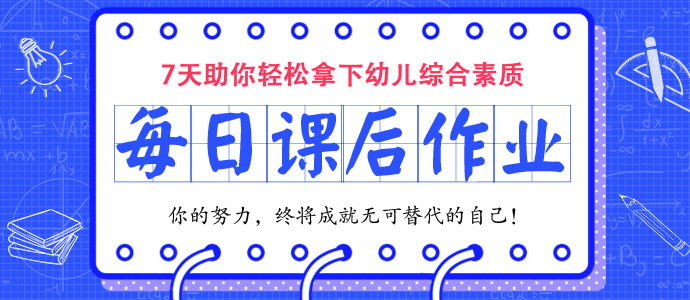 7天助你轻松拿下幼儿综合素质
每日课后作业
你的努力，终将成就无可替代的自己！